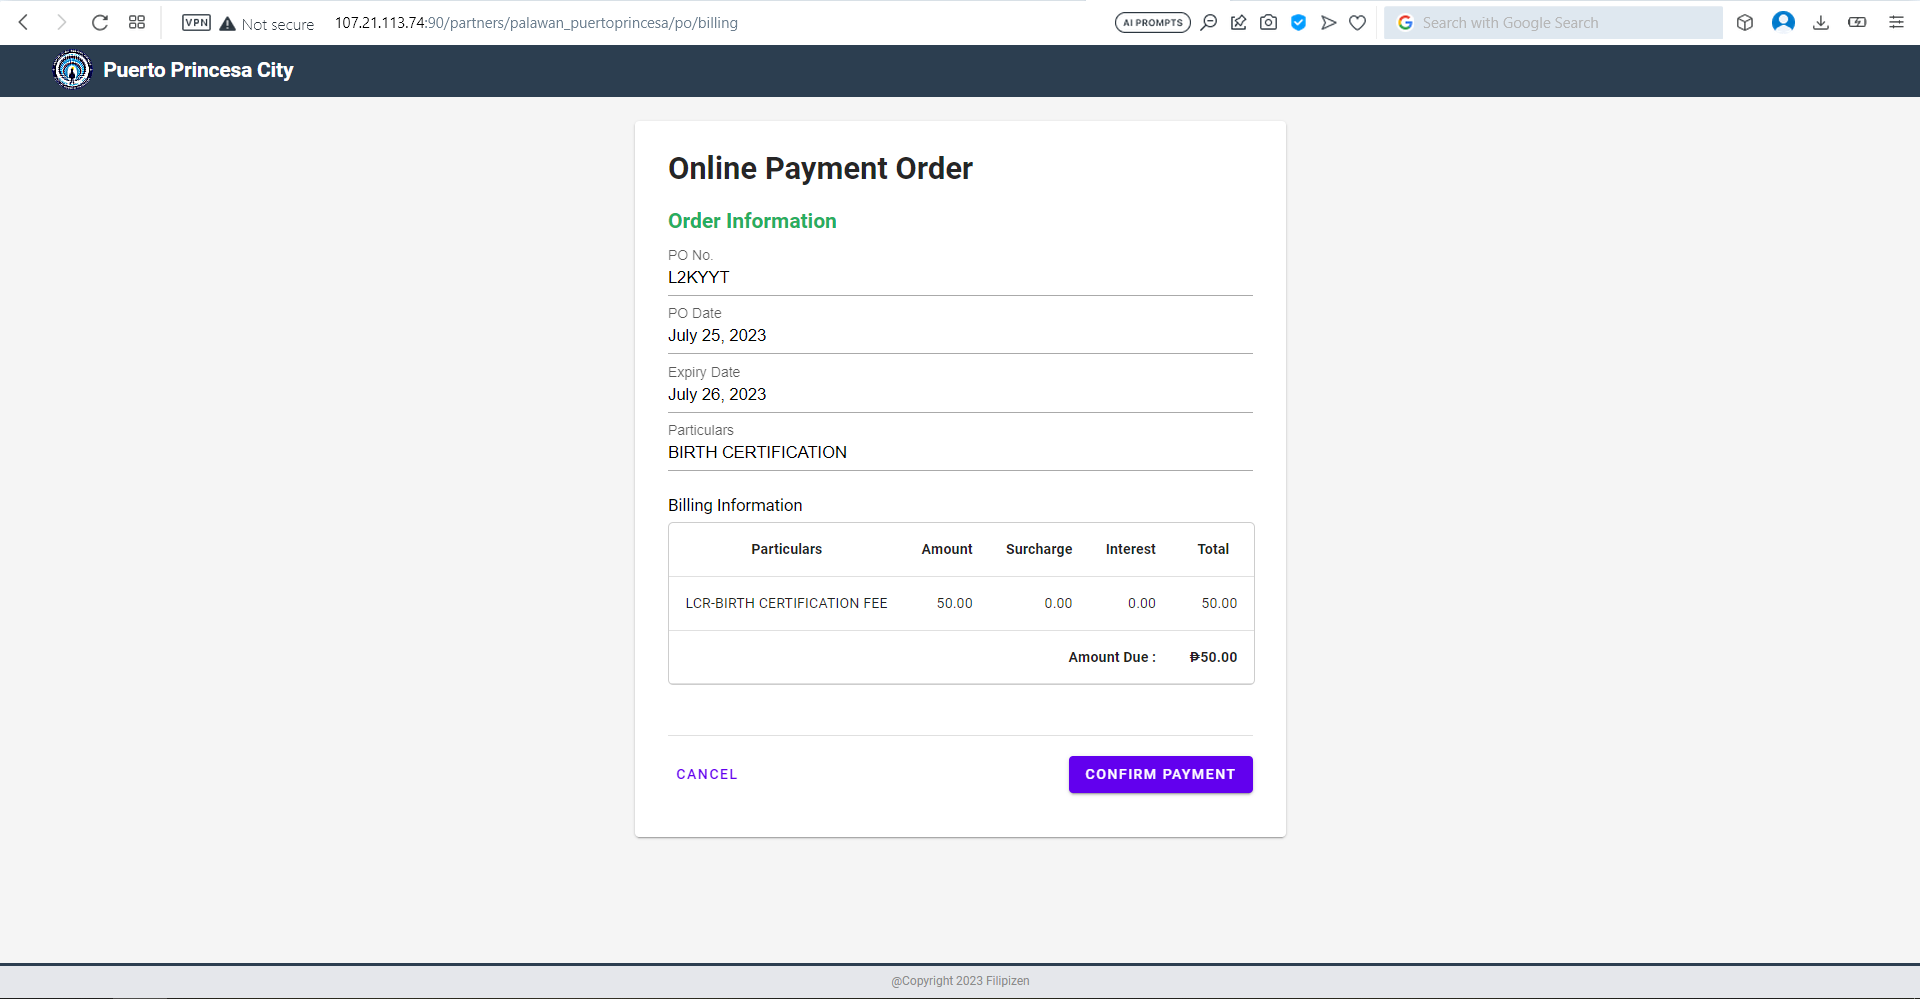 VPN Not secure 107.21.113.74:90/partners/palawan_puertoprincesa/po/billing AI PROMPTS Search with Google Search
Puerto Princesa City
Online Payment Order
Order Information
PO No.
L2KYYT
PO Date
July 25, 2023
Expiry Date
July 26, 2023
Particulars
BIRTH CERTIFICATION
Billing Information
Particulars Amount Surcharge Interest Total
LCR-BIRTH CERTIFICATION FEE 50.00 0.00 0.00 50.00
Amount Due : ₱50.00
CANCEL CONFIRM PAYMENT
@Copyright 2023 Filipizen